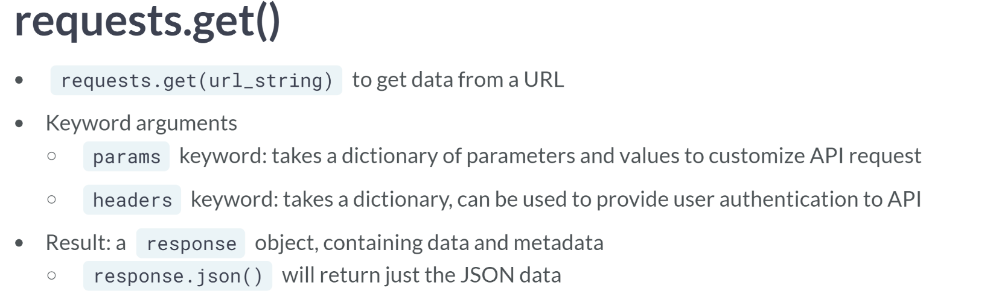 requests.get()
• requests.get(url_string) to get data from a URL
• Keyword arguments
○ params keyword: takes a dictionary of parameters and values to customize API request
○ headers keyword: takes a dictionary, can be used to provide user authentication to API
• Result: a response object, containing data and metadata
○ response.json() will return just the JSON data